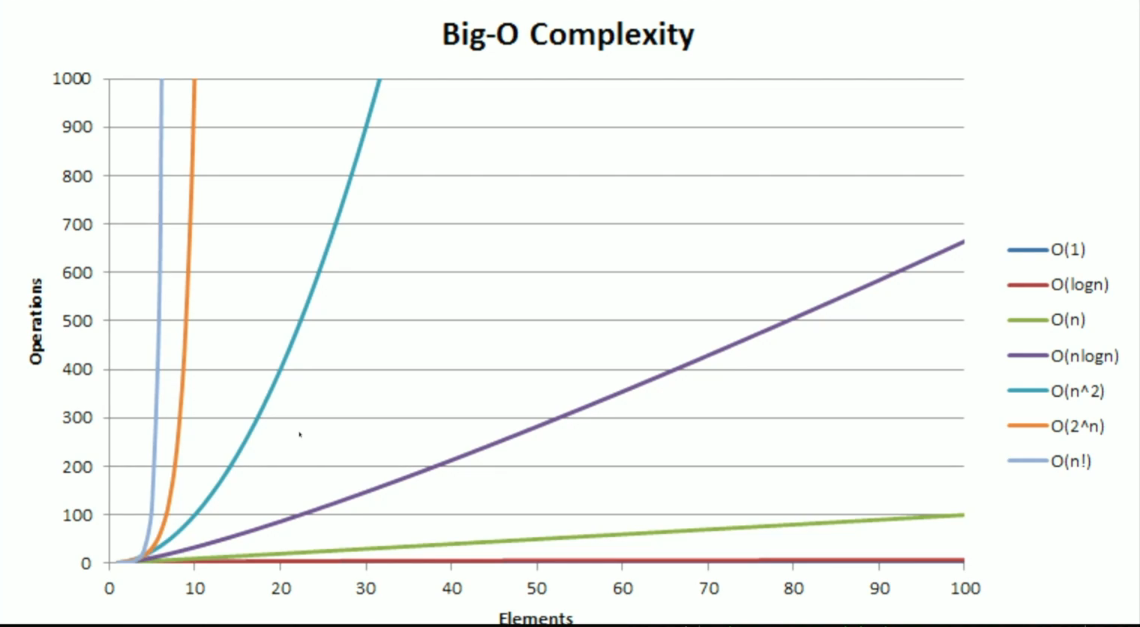 Big-O Complexity
1000
900
800
700
600
500
400
300
200
100
0
Operations
0 10 20 30 40 50 60 70 80 90 100
Elements
O(1)
O(logn)
O(n)
O(nlogn)
O(n^2)
O(2^n)
O(n!)